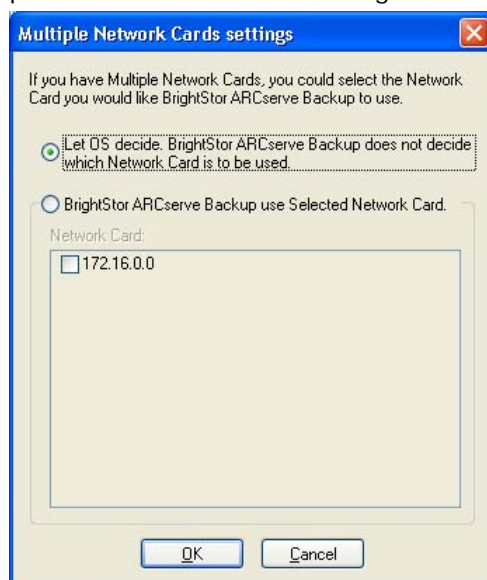 Multiple Network Cards settings
If you have Multiple Network Cards, you could select the Network
Card you would like BrightStor ARCserve Backup to use.
Let OS decide. BrightStor ARCserve Backup does not decide
which Network Card is to be used.
BrightStor ARCserve Backup use Selected Network Card.
Network Card:
172.16.0.0
OK
Cancel